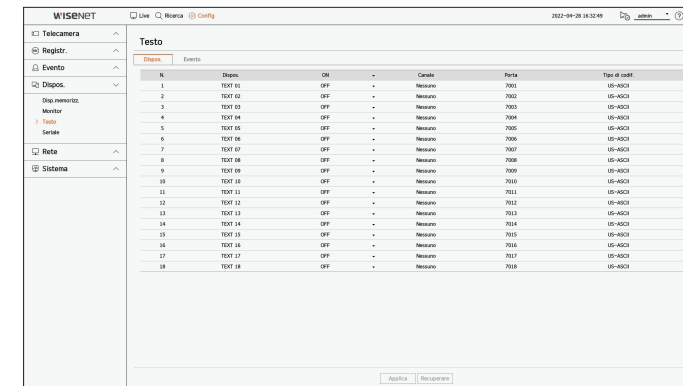 WISENET Live Ricerca Config 2022-04-28 16:32:49 admin ?
Telecamera
Registr.
Evento
Dispos.
Disp.memorizz.
Monitor
> Testo
Seriale
Rete
Sistema
Testo
Dispos. Evento
N. Dispos. ON Canale Porta Tipo di codif.
1 TEXT 01 OFF Nessuno 7001 US-ASCII
2 TEXT 02 OFF Nessuno 7002 US-ASCII
3 TEXT 03 OFF Nessuno 7003 US-ASCII
4 TEXT 04 OFF Nessuno 7004 US-ASCII
5 TEXT 05 OFF Nessuno 7005 US-ASCII
6 TEXT 06 OFF Nessuno 7006 US-ASCII
7 TEXT 07 OFF Nessuno 7007 US-ASCII
8 TEXT 08 OFF Nessuno 7008 US-ASCII
9 TEXT 09 OFF Nessuno 7009 US-ASCII
10 TEXT 10 OFF Nessuno 7010 US-ASCII
11 TEXT 11 OFF Nessuno 7011 US-ASCII
12 TEXT 12 OFF Nessuno 7012 US-ASCII
13 TEXT 13 OFF Nessuno 7013 US-ASCII
14 TEXT 14 OFF Nessuno 7014 US-ASCII
15 TEXT 15 OFF Nessuno 7015 US-ASCII
16 TEXT 16 OFF Nessuno 7016 US-ASCII
17 TEXT 17 OFF Nessuno 7017 US-ASCII
18 TEXT 18 OFF Nessuno 7018 US-ASCII
Applica Recuperare